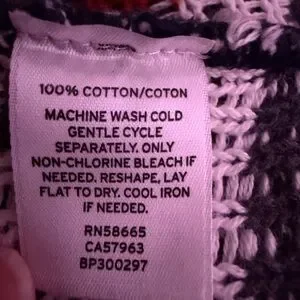 100% COTTON/COTON
MACHINE WASH COLD
GENTLE CYCLE
SEPARATELY. ONLY
NON-CHLORINE BLEACH IF
NEEDED. RESHAPE, LAY
FLAT TO DRY. COOL IRON
IF NEEDED.
RN58665
CA57963
BP300297